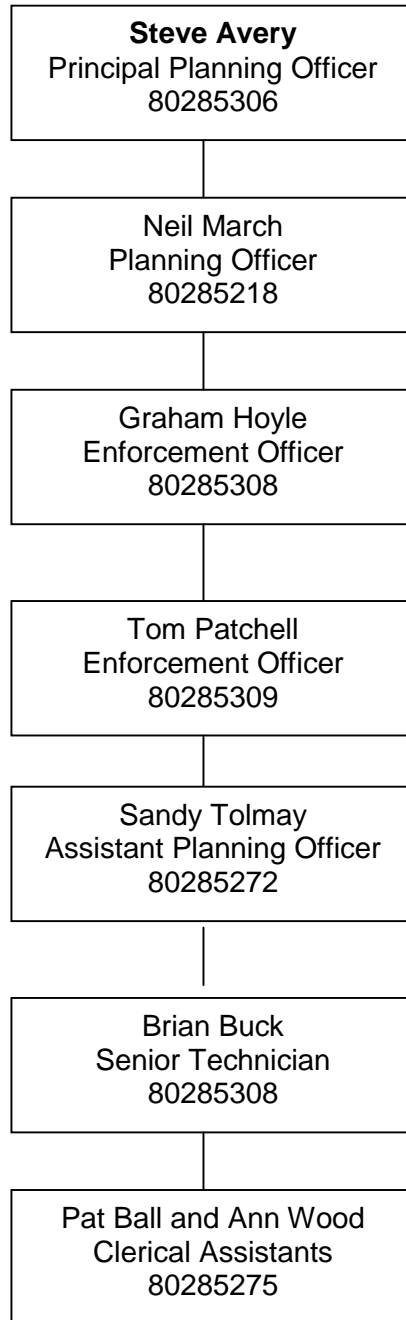 Steve Avery
Principal Planning Officer
80285306
Neil March
Planning Officer
80285218
Graham Hoyle
Enforcement Officer
80285308
Tom Patchell
Enforcement Officer
80285309
Sandy Tolmay
Assistant Planning Officer
80285272
Brian Buck
Senior Technician
80285308
Pat Ball and Ann Wood
Clerical Assistants
80285275